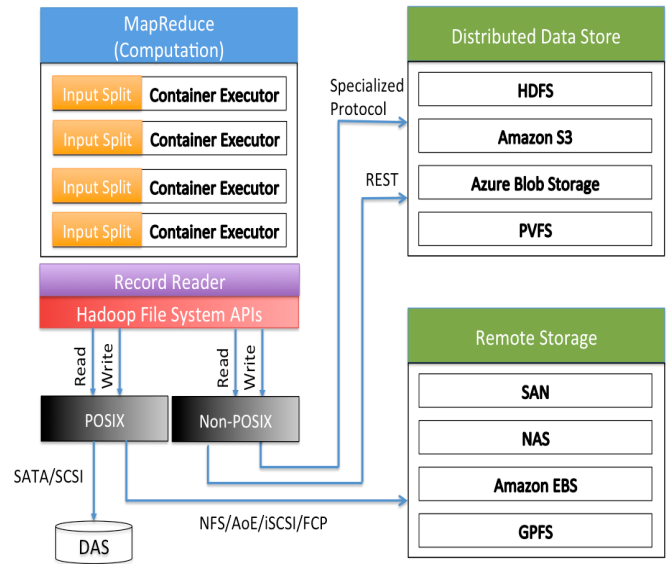 MapReduce
(Computation)
Input Split Container Executor
Input Split Container Executor
Input Split Container Executor
Input Split Container Executor
Record Reader
Hadoop File System APIs
Read
Write
Read
Write
POSIX
Non-POSIX
SATA/SCSI
DAS
NFS/AoE/iSCSI/FCP
Specialized
Protocol
REST
Distributed Data Store
HDFS
Amazon S3
Azure Blob Storage
PVFS
Remote Storage
SAN
NAS
Amazon EBS
GPFS